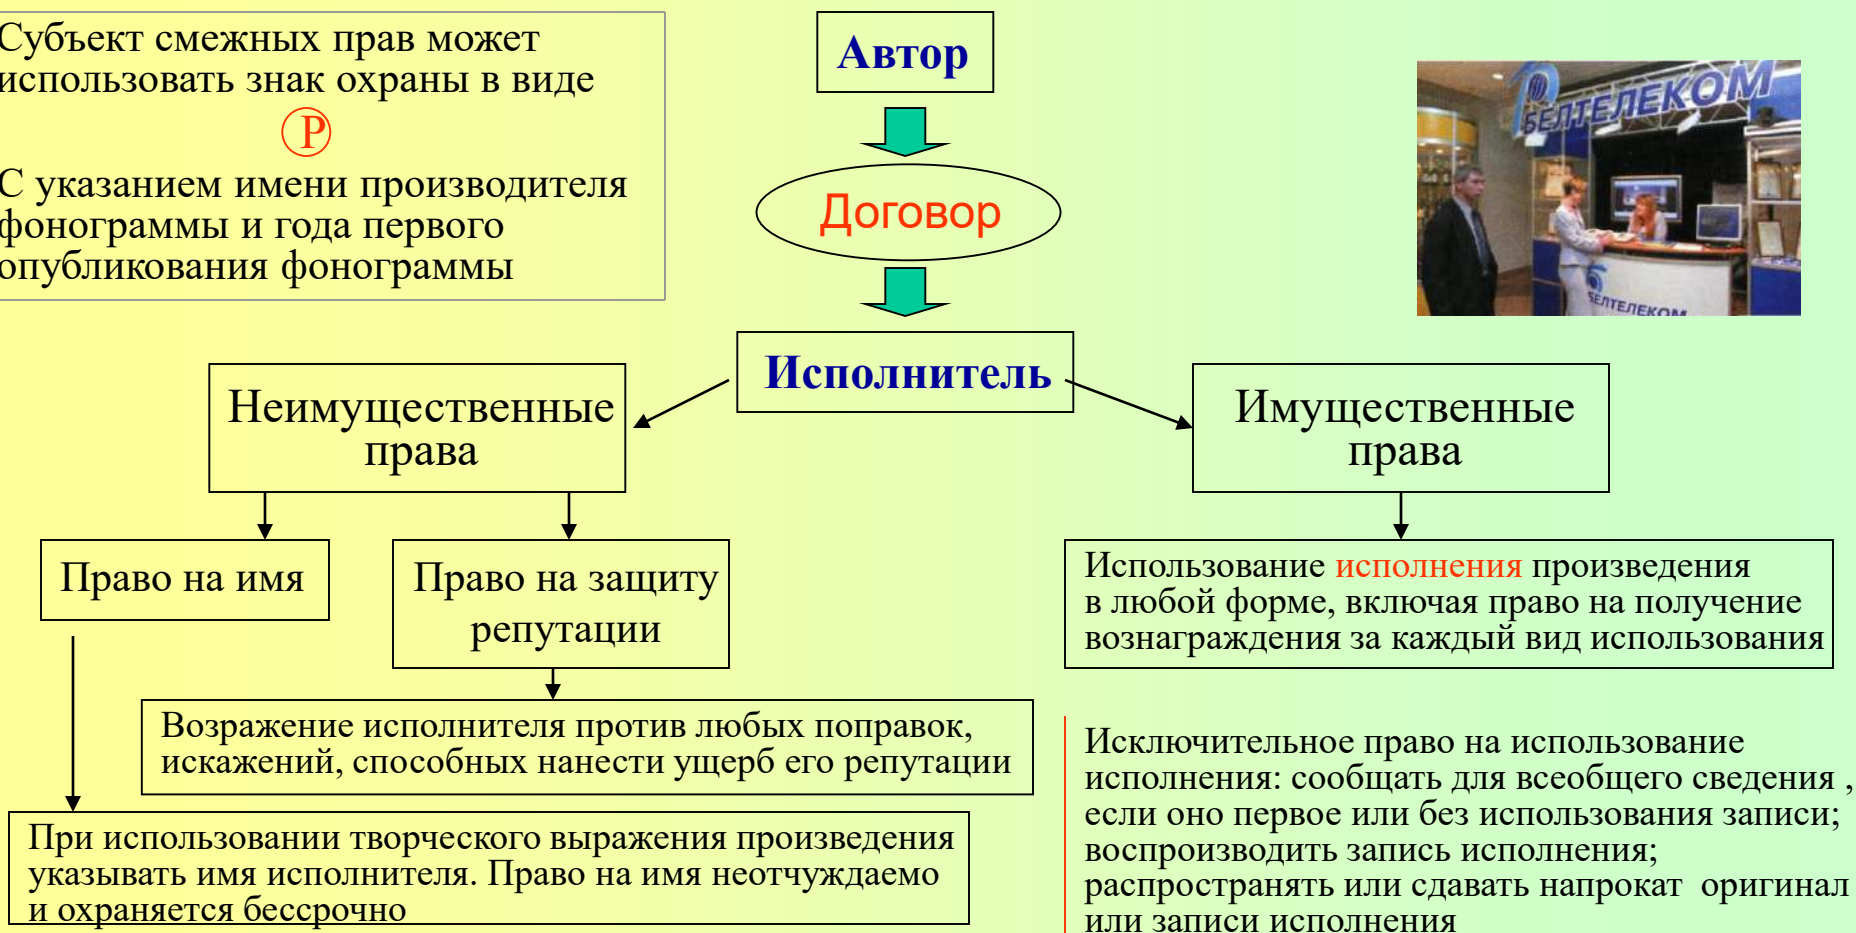 Субъект смежных прав может
использовать знак охраны в виде
Ⓟ
С указанием имени производителя
фонограммы и года первого
опубликования фонограммы
Автор
Договор
Исполнитель
БЕЛТЕЛЕКОМ
БЕЛТЕЛЕКОМ
Неимущественные
права
Имущественные
права
Право на имя
Право на защиту
репутации
Использование исполнения произведения
в любой форме, включая право на получение
вознаграждения за каждый вид использования
Возражение исполнителя против любых поправок,
искажений, способных нанести ущерб его репутации
При использовании творческого выражения произведения
указывать имя исполнителя. Право на имя неотчуждаемо
и охраняется бессрочно
Исключительное право на использование
исполнения: сообщать для всеобщего сведения ,
если оно первое или без использования записи;
воспроизводить запись исполнения;
распространять или сдавать напрокат оригинал
или записи исполнения